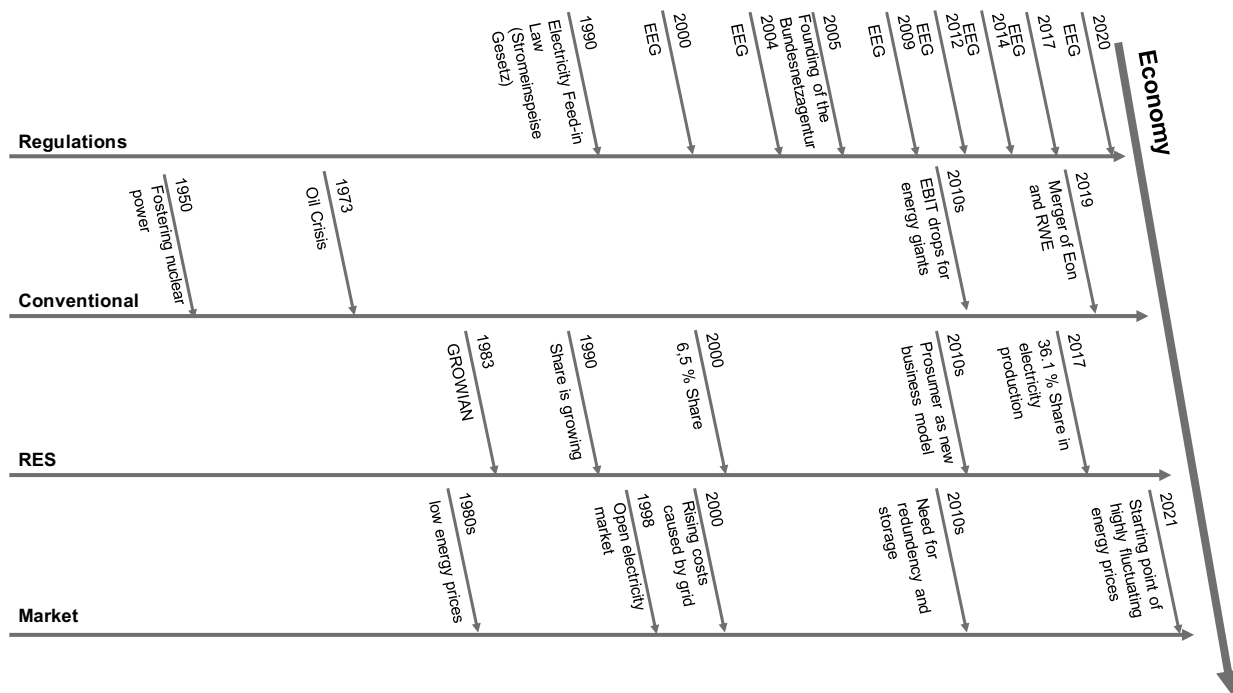 1990
Electricity Feed-in
Law
(Stromeinspeise
Gesetz)
2000
EEG
2004
EEG
2005
Founding of the
Bundesnetzagentur
2009
EEG
2012
EEG
2014
EEG
2017
EEG
2020
EEG
Economy
Regulations
1950
Fostering nuclear
power
1973
Oil Crisis
2010s
EBIT drops for
energy giants
2019
Merger of Eon
and RWE
Conventional
1983
GROWIAN
1990
Share is growing
2000
6,5 % Share
2010s
Prosumer as new
business model
2017
36.1 % Share in
electricity
production
RES
1980s
low energy prices
1998
Open electricity
market
2000
Rising costs
caused by grid
2010s
Need for
redundency and
storage
2021
Starting point of
highly fluctuating
energy prices
Market